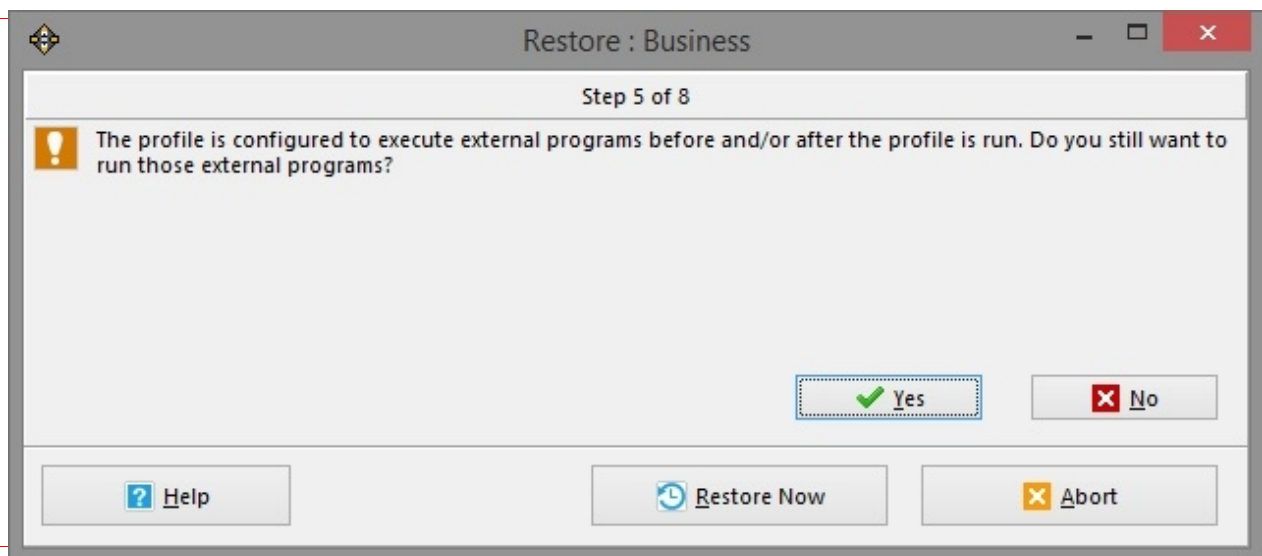 Restore : Business
Step 5 of 8
The profile is configured to execute external programs before and/or after the profile is run. Do you still want to
run those external programs?
Yes
No
Help
Restore Now
Abort